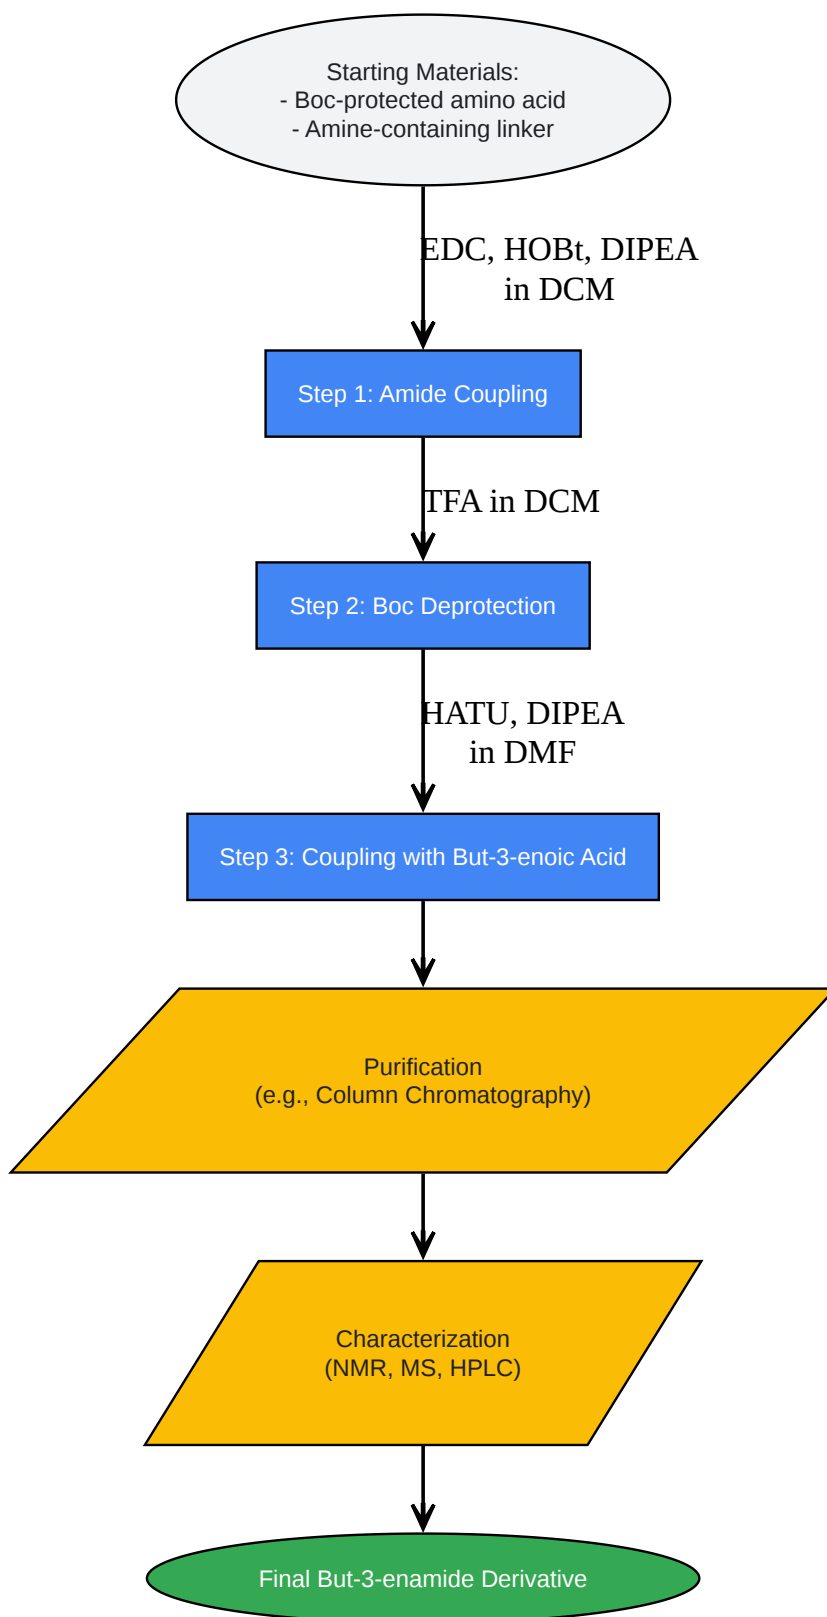 Starting Materials:
- Boc-protected amino acid
- Amine-containing linker
EDC, HOBt, DIPEA
in DCM
Step 1: Amide Coupling
TFA in DCM
Step 2: Boc Deprotection
HATU, DIPEA
in DMF
Step 3: Coupling with But-3-enoic Acid
Purification
(e.g., Column Chromatography)
Characterization
(NMR, MS, HPLC)
Final But-3-enamide Derivative